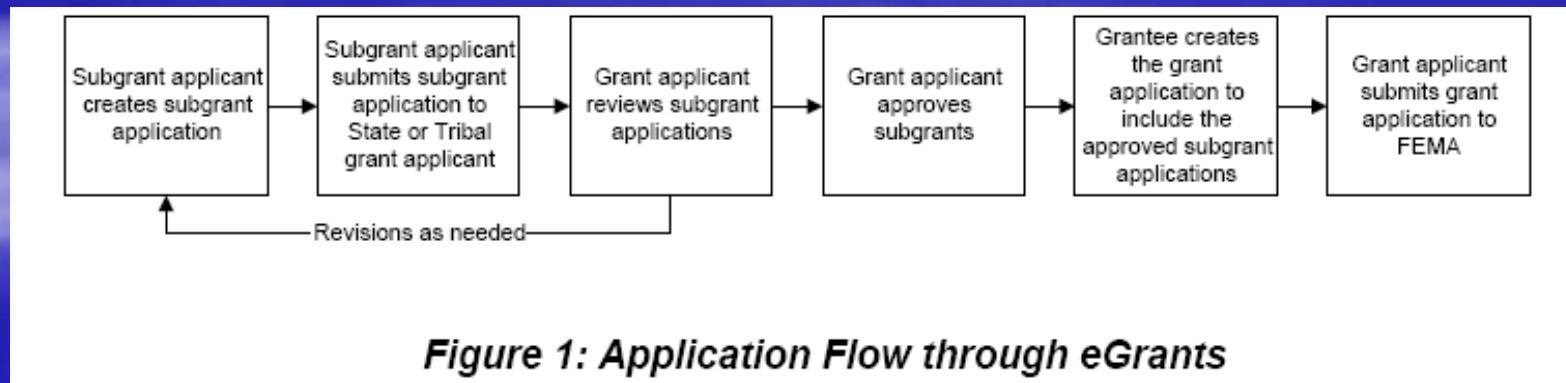 Subgrant applicant
creates subgrant
application
Subgrant applicant
submits subgrant
application to
State or Tribal
grant applicant
Grant applicant
reviews subgrant
applications
Grant applicant
approves
subgrants
Grantee creates
the grant
application to
include the
approved subgrant
applications
Grant applicant
submits grant
application to
FEMA
Revisions as needed
Figure 1: Application Flow through eGrants